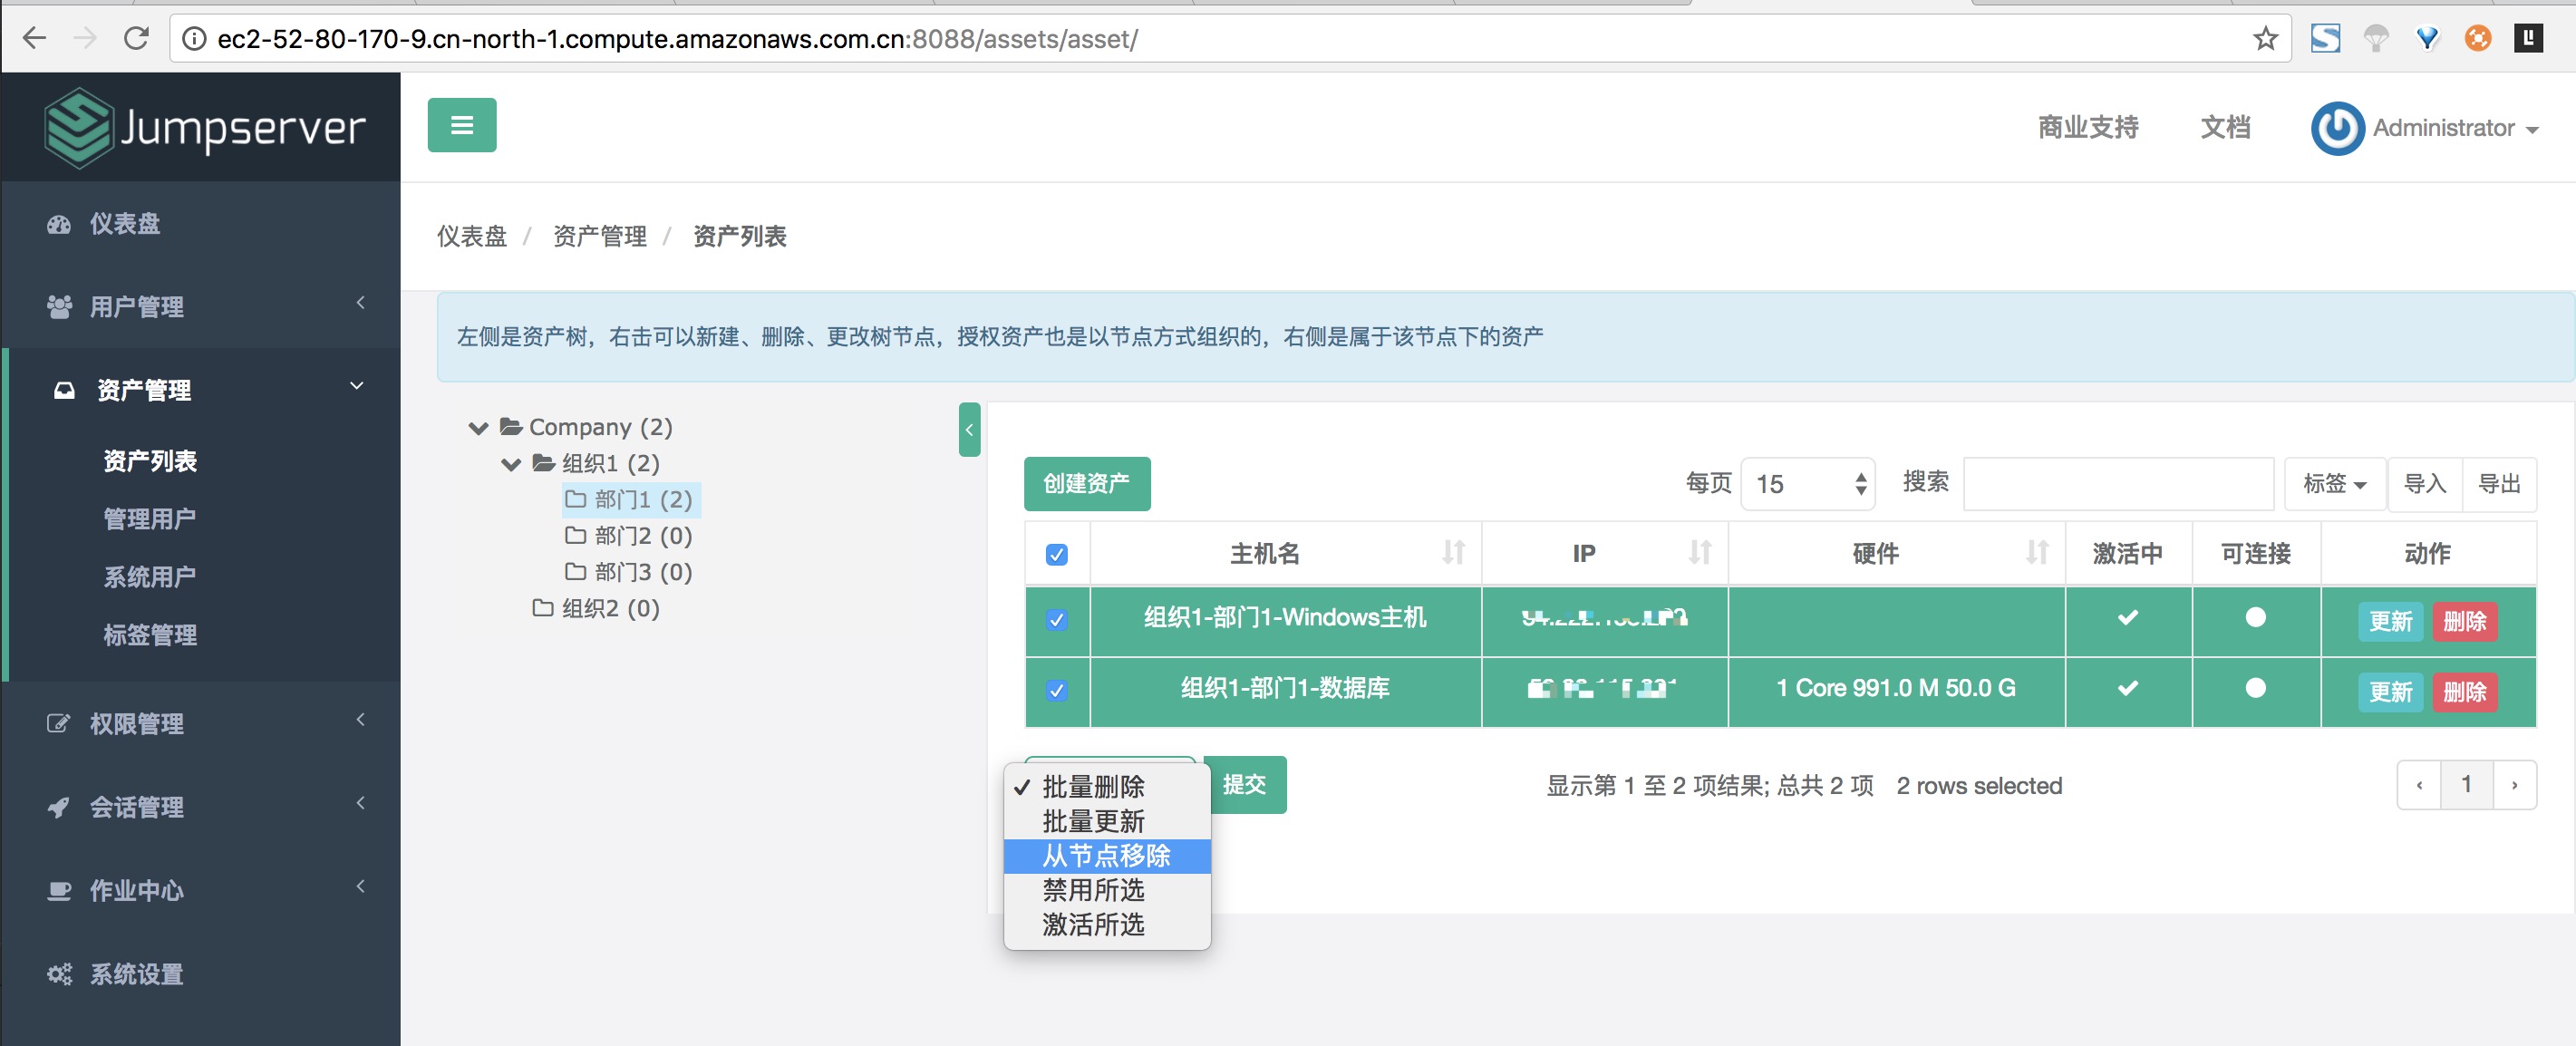 ec2-52-80-170-9.cn-north-1.compute.amazonaws.com.cn:8088/assets/asset/
Jumpserver
商业支持 文档 Administrator
仪表盘
用户管理
资产管理
资产列表
管理用户
系统用户
标签管理
权限管理
会话管理
作业中心
系统设置
仪表盘 / 资产管理 / 资产列表
左侧是资产树，右击可以新建、删除、更改树节点，授权资产也是以节点方式组织的，右侧是属于该节点下的资产
Company (2)
组织1 (2)
部门1 (2)
部门2 (0)
部门3 (0)
组织2 (0)
创建资产 每页 15 搜索 标签 导入 导出
主机名 IP 硬件 激活中 可连接 动作
组织1-部门1-Windows主机 更新 删除
组织1-部门1-数据库 1 Core 991.0 M 50.0 G 更新 删除
批量删除
批量更新
从节点移除
禁用所选
激活所选
提交 显示第 1 至 2 项结果; 总共 2 项 2 rows selected ‹ 1 ›